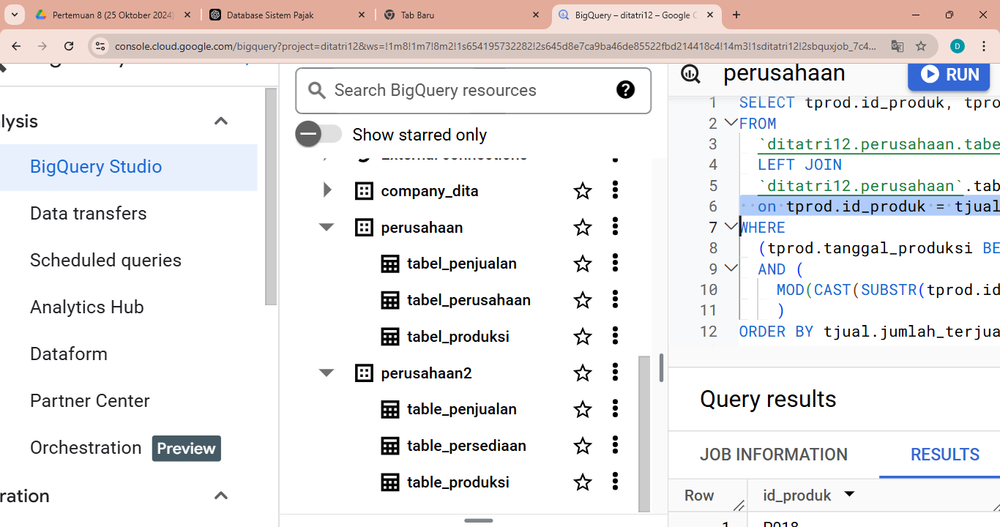 Pertemuan 8 (25 Oktober 2024)
Database Sistem Pajak
Tab Baru
BigQuery – ditatri12 – Google C
console.cloud.google.com/bigquery?project=ditatri12&ws=!1m8!1m7!8m2!1s654195732282!2s645d8e7ca9ba46de85522fbd214418c4!14m3!1sditatri12!2sbquxjob_7c4...
D
lysis
BigQuery Studio
Data transfers
Scheduled queries
Analytics Hub
Dataform
Partner Center
Orchestration Preview
ration
Search BigQuery resources
Show starred only
External connections
company_dita
perusahaan
tabel_penjualan
tabel_perusahaan
tabel_produksi
perusahaan2
table_penjualan
table_persediaan
table_produksi
perusahaan
RUN
1 SELECT tprod.id_produk, tpro
2 FROM
3 `ditatri12.perusahaan.tabe
4 LEFT JOIN
5 `ditatri12.perusahaan`.tab
6 on tprod.id_produk = tjual
7 WHERE
8 (tprod.tanggal_produksi BE
9 AND (
10 MOD(CAST(SUBSTR(tprod.id
11 )
12 ORDER BY tjual.jumlah_terjua
Query results
JOB INFORMATION RESULTS
Row id_produk
1 P018